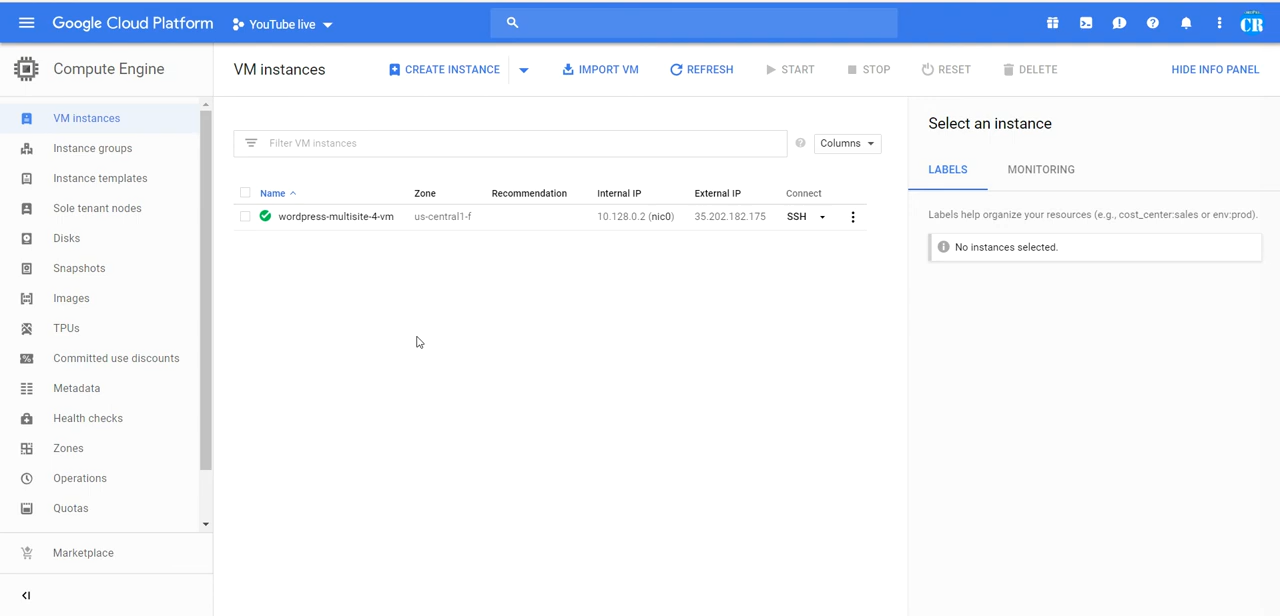 Google Cloud Platform YouTube live
Compute Engine
VM instances CREATE INSTANCE IMPORT VM REFRESH START STOP RESET DELETE HIDE INFO PANEL
VM instances
Instance groups
Instance templates
Sole tenant nodes
Disks
Snapshots
Images
TPUs
Committed use discounts
Metadata
Health checks
Zones
Operations
Quotas
Marketplace
Filter VM instances Columns
Name Zone Recommendation Internal IP External IP Connect
wordpress-multisite-4-vm us-central1-f 10.128.0.2 (nic0) 35.202.182.175 SSH
Select an instance
LABELS MONITORING
Labels help organize your resources (e.g., cost_center:sales or env:prod).
No instances selected.
CR